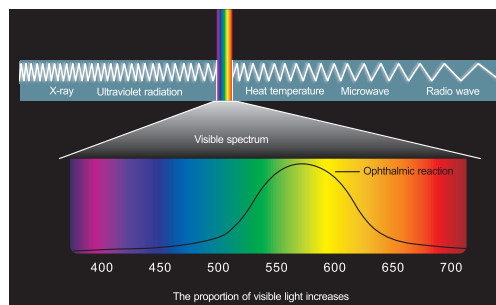 X-ray Ultraviolet radiation Heat temperature Microwave Radio wave
Visible spectrum
Ophthalmic reaction
400 450 500 550 600 650 700
The proportion of visible light increases